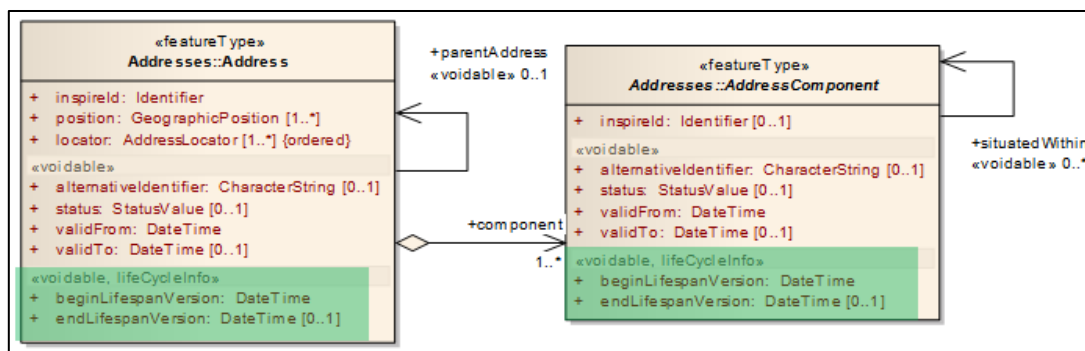 «featureType»
Addresses::Address
+ inspireId: Identifier
+ position: GeographicPosition [1..*]
+ locator: AddressLocator [1..*] {ordered}
«voidable»
+ alternativeIdentifier: CharacterString [0..1]
+ status: StatusValue [0..1]
+ validFrom: DateTime
+ validTo: DateTime [0..1]
«voidable, lifeCycleInfo»
+ beginLifespanVersion: DateTime
+ endLifespanVersion: DateTime [0..1]
+parentAddress
«voidable» 0..1
+component
1..*
«featureType»
Addresses::AddressComponent
+ inspireId: Identifier [0..1]
«voidable»
+ alternativeIdentifier: CharacterString [0..1]
+ status: StatusValue [0..1]
+ validFrom: DateTime
+ validTo: DateTime [0..1]
«voidable, lifeCycleInfo»
+ beginLifespanVersion: DateTime
+ endLifespanVersion: DateTime [0..1]
+situatedWithin
«voidable» 0..*